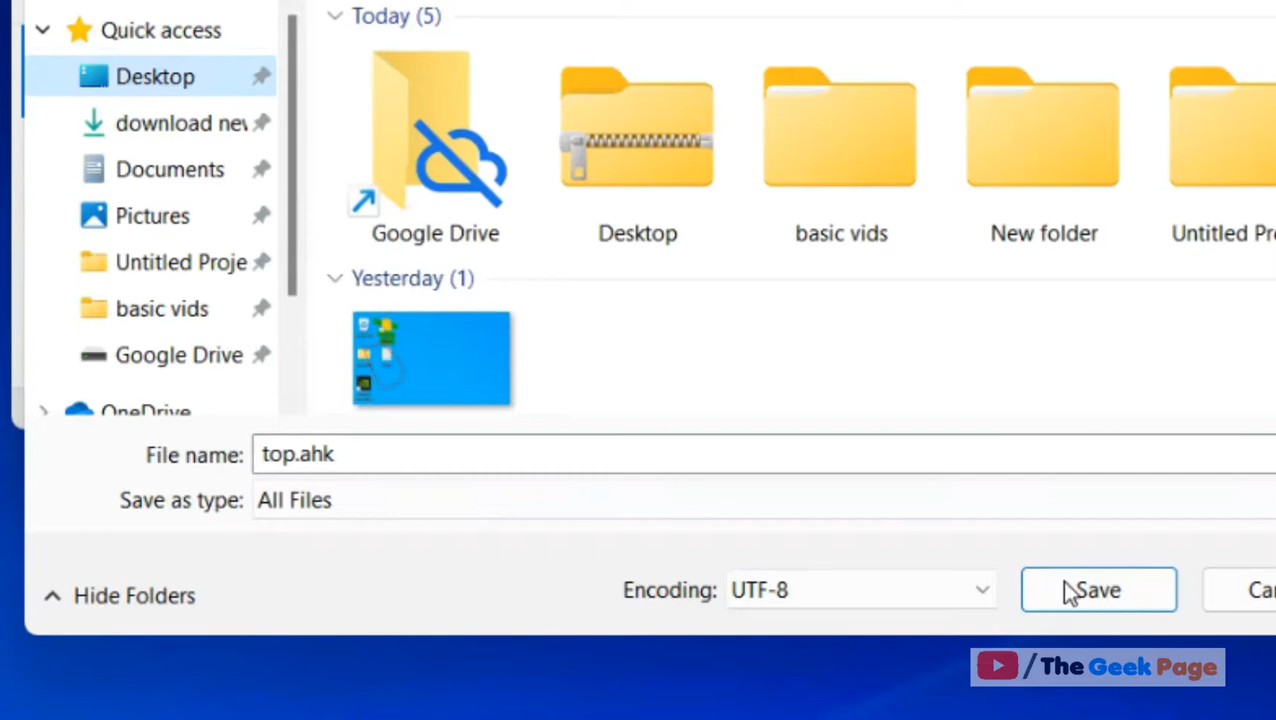 Quick access
Today (5)
Desktop
download nev
Documents
Pictures
Untitled Proje
basic vids
Google Drive
OneDrive
Google Drive
Desktop
basic vids
New folder
Untitled Pr
Yesterday (1)
File name: top.ahk
Save as type: All Files
Hide Folders
Encoding: UTF-8
Save
Can
/The Geek Page